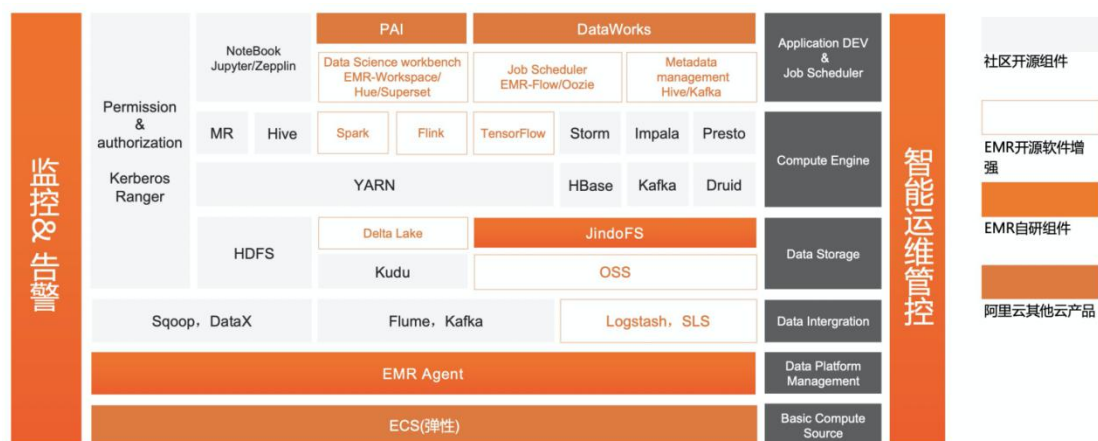 监控&告警
Permission
&
authorization
Kerberos
Ranger
NoteBook
Jupyter/Zepplin
PAI
DataWorks
Data Science workbench
EMR-Workspace/
Hue/Superset
Job Scheduler
EMR-Flow/Oozie
Metadata
management
Hive/Kafka
Application DEV
&
Job Scheduler
MR
Hive
Spark
Flink
TensorFlow
Storm
Impala
Presto
YARN
HBase
Kafka
Druid
Compute Engine
HDFS
Delta Lake
JindoFS
Kudu
OSS
Data Storage
Sqoop，DataX
Flume，Kafka
Logstash，SLS
Data Intergration
EMR Agent
Data Platform
Management
ECS(弹性)
Basic Compute
Source
智能运维管控
社区开源组件
EMR开源软件增
强
EMR自研组件
阿里云其他云产品